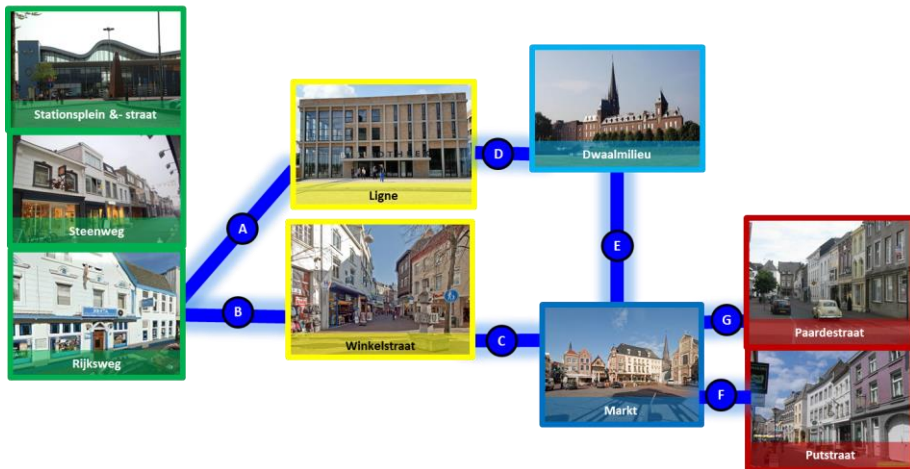 Stationsplein &- straat
Steenweg
Rijksweg
A
B
Ligne
Winkelstraat
D
C
Dwaalmilieu
E
Markt
G
F
Paardestraat
Putstraat